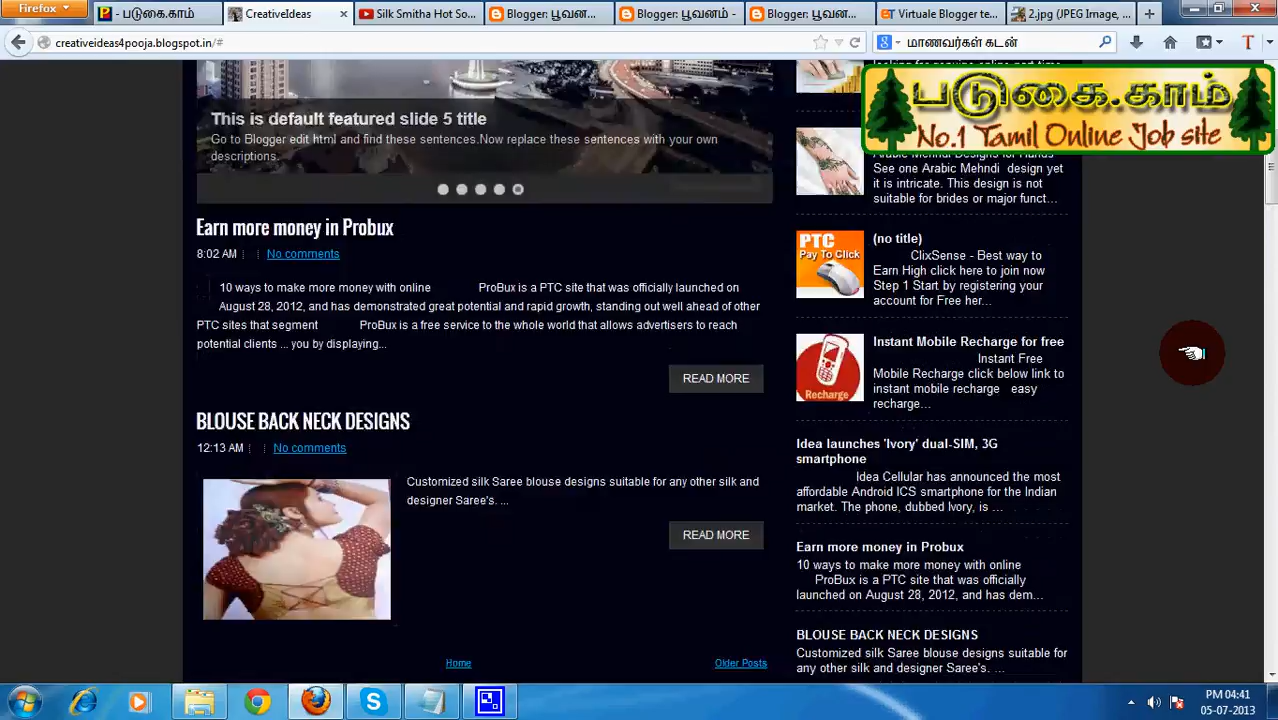 Firefox
- படுகை.காம்
CreativeIdeas
Silk Smitha Hot So...
Blogger: பூவன...
Blogger: பூவனம் -
Blogger: பூவன...
Virtuale Blogger te...
2.jpg (JPEG Image, ...
creativeideas4pooja.blogspot.in/#
மாணவர்கள் கடன்
படுகை.காம்
No.1 Tamil Online Job site
This is default featured slide 5 title
Go to Blogger edit html and find these sentences.Now replace these sentences with your own
descriptions.
Earn more money in Probux
8:02 AM
No comments
10 ways to make more money with online ProBux is a PTC site that was officially launched on
August 28, 2012, and has demonstrated great potential and rapid growth, standing out well ahead of other
PTC sites that segment ProBux is a free service to the whole world that allows advertisers to reach
potential clients ... you by displaying...
READ MORE
BLOUSE BACK NECK DESIGNS
12:13 AM
No comments
Customized silk Saree blouse designs suitable for any other silk and
designer Saree's. ...
READ MORE
Home
Older Posts
Arabic Mehndi Designs for Hands
See one Arabic Mehndi design yet
it is intricate. This design is not
suitable for brides or major funct...
PTC
Pay To Click
(no title)
ClixSense - Best way to
Earn High click here to join now
Step 1 Start by registering your
account for Free her...
Recharge
Instant Mobile Recharge for free
Instant Free
Mobile Recharge click below link to
instant mobile recharge easy
recharge...
Idea launches 'Ivory' dual-SIM, 3G
smartphone
Idea Cellular has announced the most
affordable Android ICS smartphone for the Indian
market. The phone, dubbed Ivory, is ...
Earn more money in Probux
10 ways to make more money with online
ProBux is a PTC site that was officially
launched on August 28, 2012, and has dem...
BLOUSE BACK NECK DESIGNS
Customized silk Saree blouse designs suitable for
any other silk and designer Saree's. ...
PM 04:41
05-07-2013